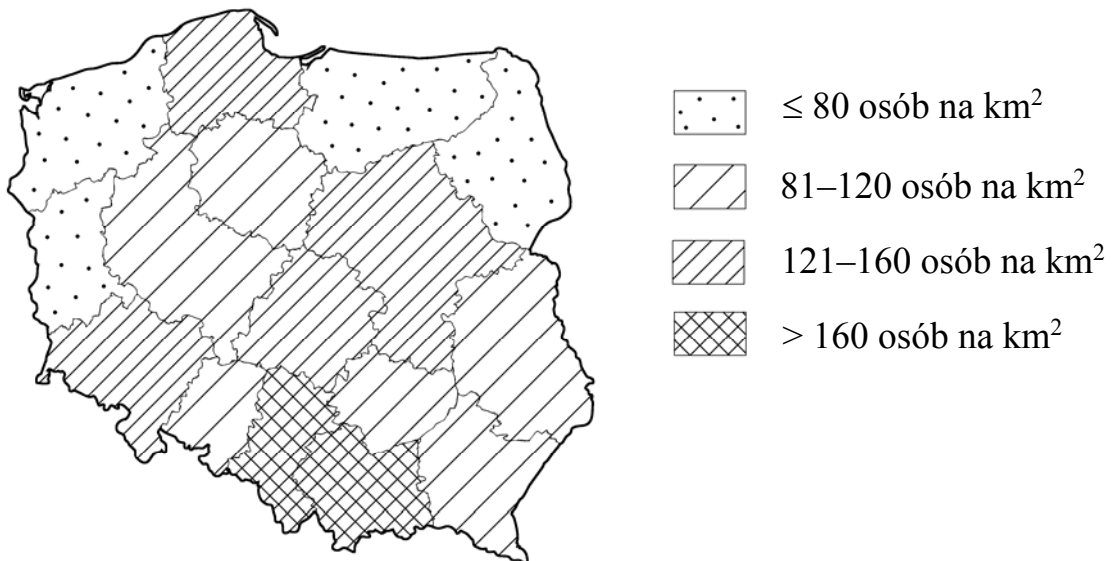 ≤ 80 osób na km²
81–120 osób na km²
121–160 osób na km²
> 160 osób na km²